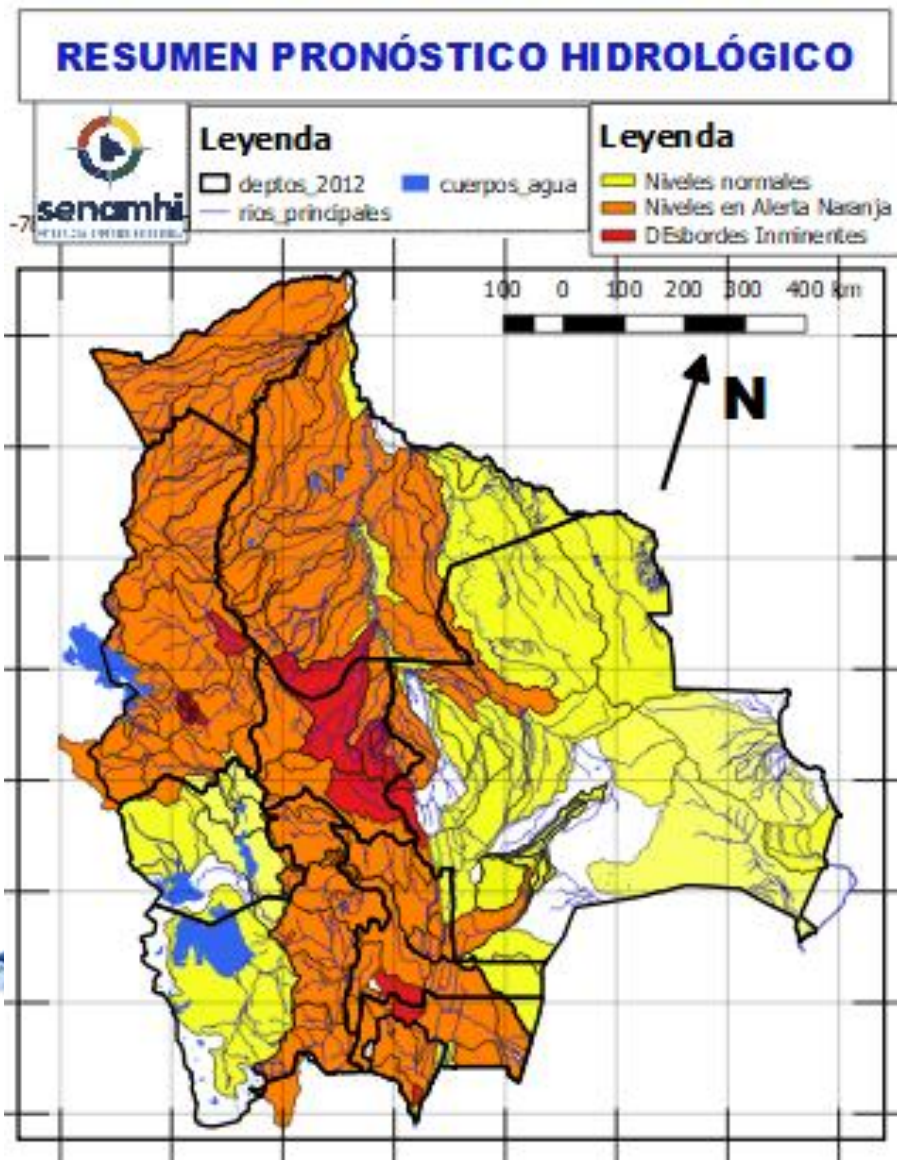 RESUMEN PRONÓSTICO HIDROLÓGICO
senamhi
Leyenda
deptos_2012
cuerpos_agua
rios_principales
Leyenda
Niveles normales
Niveles en Alerta Naranja
DEsbordes Inminentes
100 0 100 200 300 400 km
N